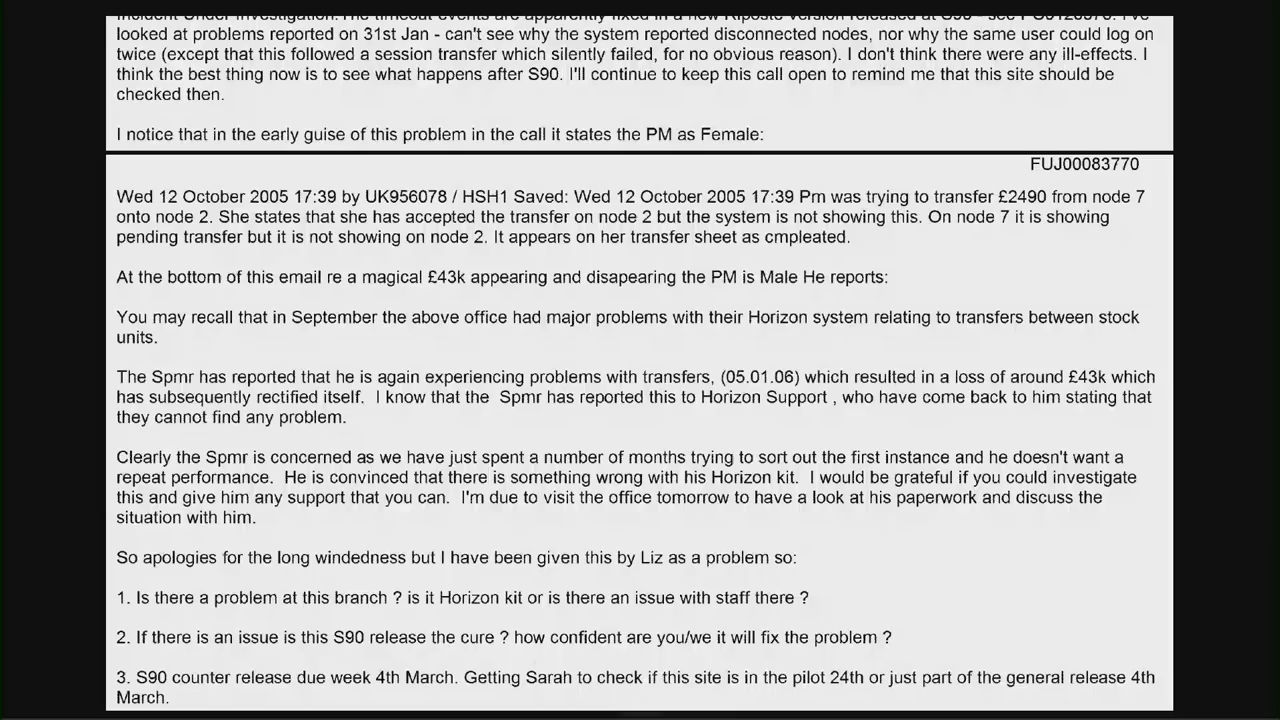 Incident Under Investigation. The timeout events are apparently fixed in a new Riposte version released at S90 - see I've
looked at problems reported on 31st Jan - can't see why the system reported disconnected nodes, nor why the same user could log on
twice (except that this followed a session transfer which silently failed, for no obvious reason). I don't think there were any ill-effects. I
think the best thing now is to see what happens after S90. I'll continue to keep this call open to remind me that this site should be
checked then.
I notice that in the early guise of this problem in the call it states the PM as Female:
FUJ00083770
Wed 12 October 2005 17:39 by UK956078 / HSH1 Saved: Wed 12 October 2005 17:39 Pm was trying to transfer £2490 from node 7
onto node 2. She states that she has accepted the transfer on node 2 but the system is not showing this. On node 7 it is showing
pending transfer but it is not showing on node 2. It appears on her transfer sheet as cmpleated.
At the bottom of this email re a magical £43k appearing and disapearing the PM is Male He reports:
You may recall that in September the above office had major problems with their Horizon system relating to transfers between stock
units.
The Spmr has reported that he is again experiencing problems with transfers, (05.01.06) which resulted in a loss of around £43k which
has subsequently rectified itself. I know that the Spmr has reported this to Horizon Support , who have come back to him stating that
they cannot find any problem.
Clearly the Spmr is concerned as we have just spent a number of months trying to sort out the first instance and he doesn't want a
repeat performance. He is convinced that there is something wrong with his Horizon kit. I would be grateful if you could investigate
this and give him any support that you can. I'm due to visit the office tomorrow to have a look at his paperwork and discuss the
situation with him.
So apologies for the long windedness but I have been given this by Liz as a problem so:
1. Is there a problem at this branch ? is it Horizon kit or is there an issue with staff there ?
2. If there is an issue is this S90 release the cure ? how confident are you/we it will fix the problem ?
3. S90 counter release due week 4th March. Getting Sarah to check if this site is in the pilot 24th or just part of the general release 4th
March.